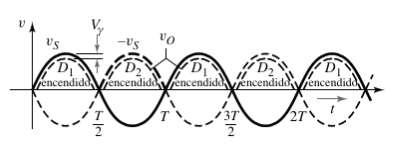 v
V_γ
v_S
−v_S
v_O
D_1 encendido
D_2 encendido
D_1 encendido
D_2 encendido
D_1 encendido
T/2
T
3T/2
2T
t